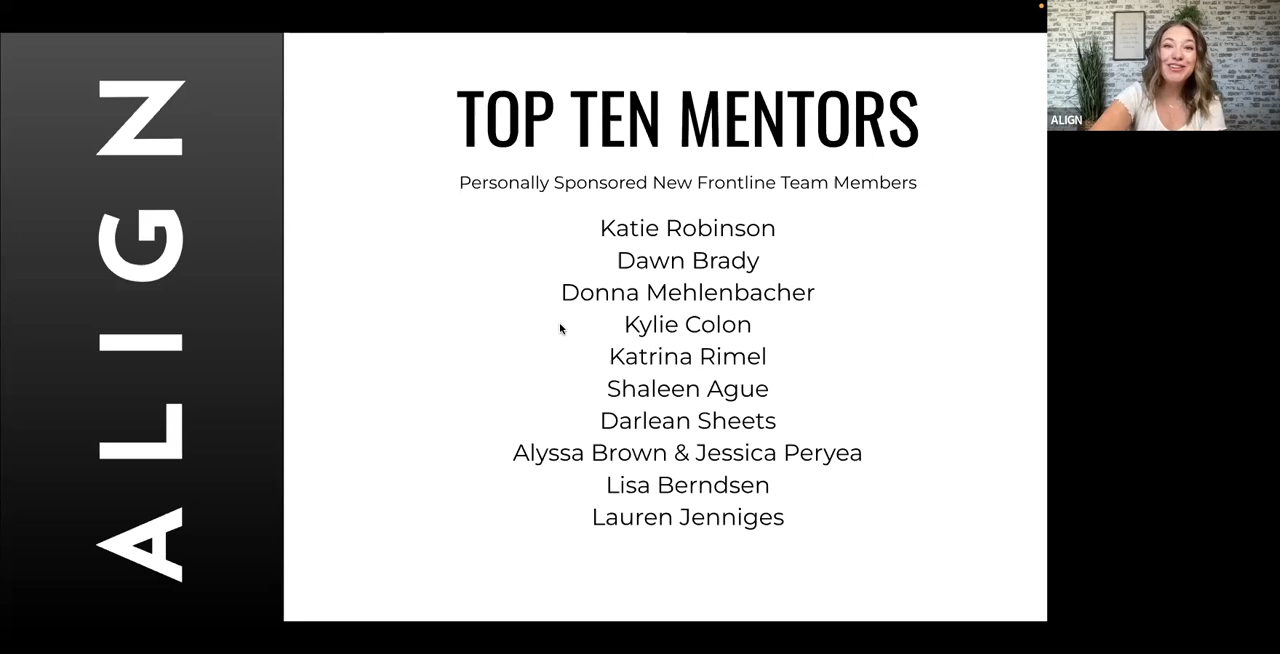 ALIGN
TOP TEN MENTORS
Personally Sponsored New Frontline Team Members
Katie Robinson
Dawn Brady
Donna Mehlenbacher
Kylie Colon
Katrina Rimel
Shaleen Ague
Darlean Sheets
Alyssa Brown & Jessica Peryea
Lisa Berndsen
Lauren Jenniges
ALIGN